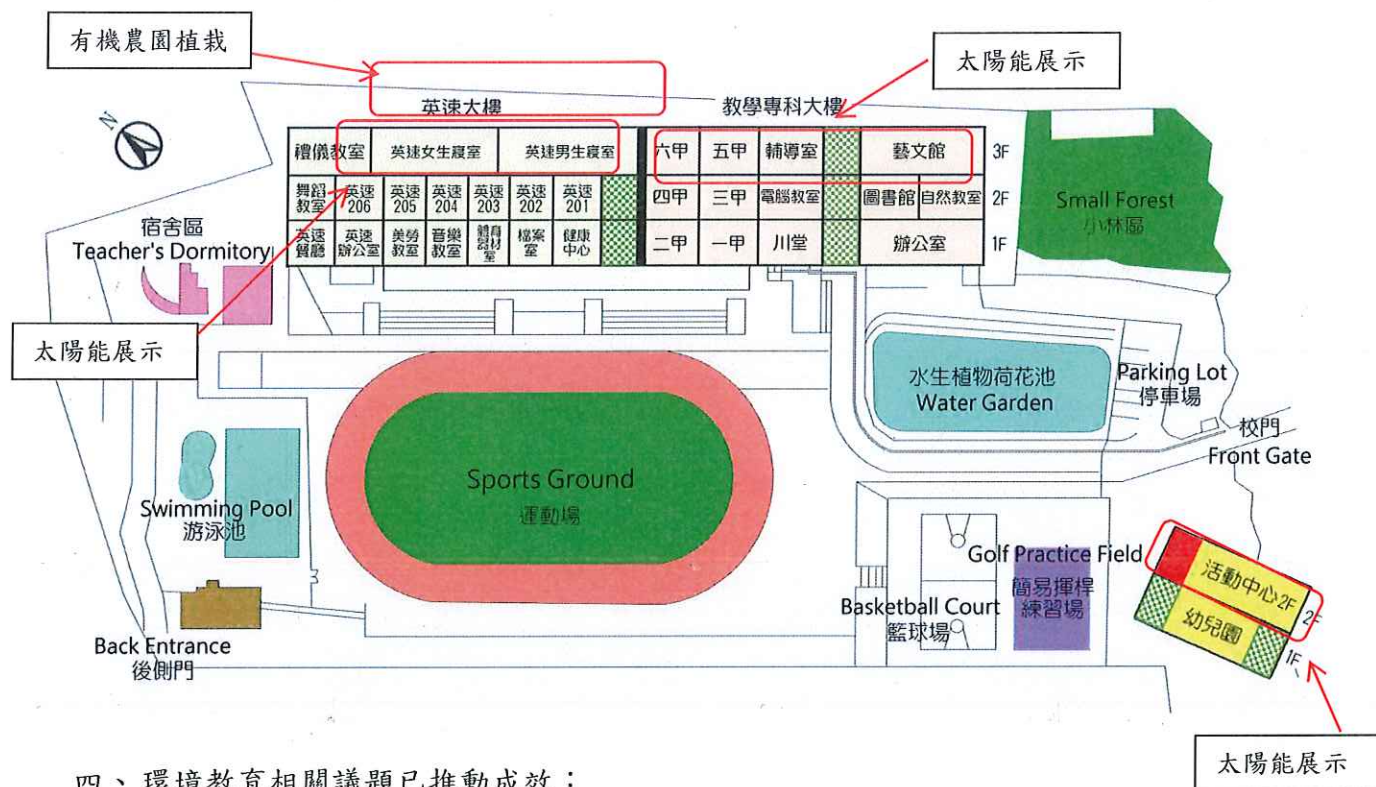 有機農園植栽
太陽能展示
英速大樓
教學專科大樓
N
禮儀教室 英速女生寢室 英速男生寢室 六甲 五甲 輔導室 藝文館 3F
舞蹈教室 英速206 英速205 英速204 英速203 英速202 英速201 四甲 三甲 電腦教室 圖書館 自然教室 2F
英速餐廳 英速辦公室 美勞教室 音樂教室 體育器材室 檔案室 健康中心 二甲 一甲 川堂 辦公室 1F
Small Forest
小林區
宿舍區
Teacher's Dormitory
太陽能展示
水生植物荷花池
Water Garden
Parking Lot
停車場
校門
Front Gate
Sports Ground
運動場
Swimming Pool
游泳池
Golf Practice Field
簡易揮桿
練習場
Basketball Court
籃球場
活動中心2F 2F
幼兒園 1F
Back Entrance
後側門
太陽能展示
四、環境教育相關議題已推動成效：